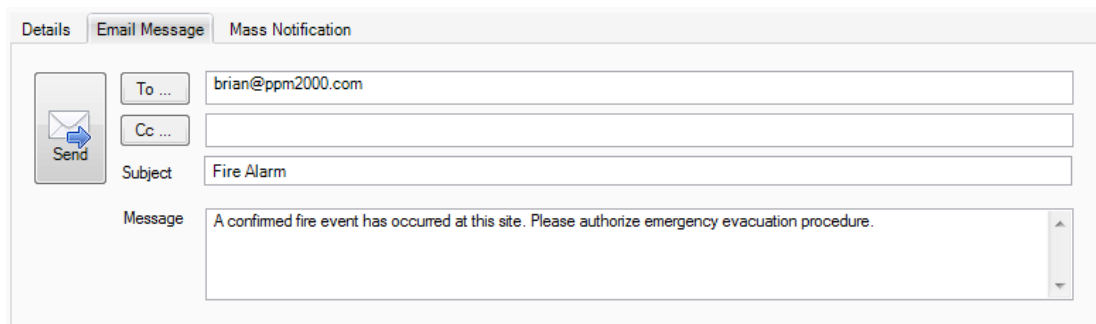 Details Email Message Mass Notification
To ... brian@ppm2000.com
Cc ...
Send
Subject Fire Alarm
Message A confirmed fire event has occurred at this site. Please authorize emergency evacuation procedure.